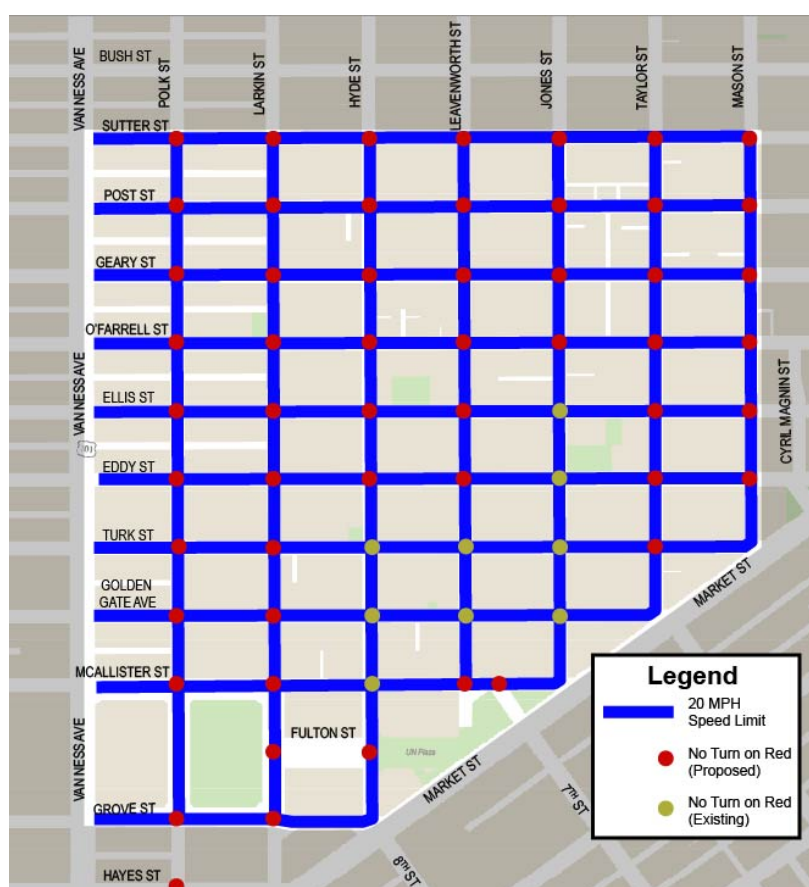 BUSH ST
VAN NESS AVE
POLK ST
LARKIN ST
HYDE ST
LEAVENWORTH ST
JONES ST
TAYLOR ST
MASON ST
SUTTER ST
POST ST
GEARY ST
O'FARRELL ST
VAN NESS AVE
ELLIS ST
CYRIL MAGNIN ST
101
EDDY ST
TURK ST
GOLDEN
GATE AVE
MARKET ST
MCALLISTER ST
FULTON ST
UN Plaza
VAN NESS AVE
MARKET ST
GROVE ST
7TH ST
8TH ST
HAYES ST
Legend
20 MPH
Speed Limit
No Turn on Red
(Proposed)
No Turn on Red
(Existing)